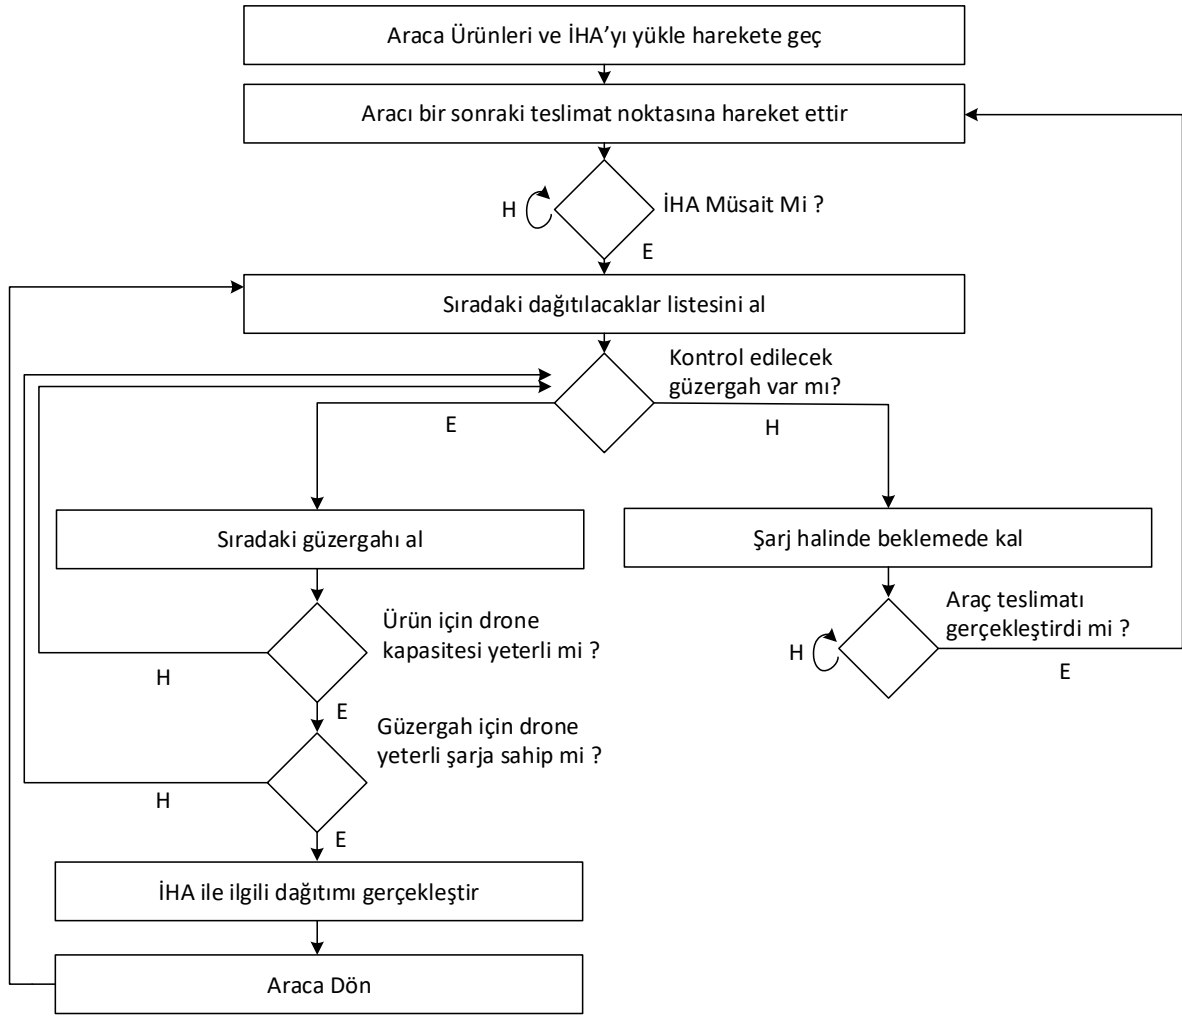 Araca Ürünleri ve İHA’yı yükle harekete geç
Aracı bir sonraki teslimat noktasına hareket ettir
H
İHA Müsait Mi ?
E
Sıradaki dağıtılacaklar listesini al
Kontrol edilecek
güzergah var mı?
E
H
Sıradaki güzergahı al
Şarj halinde beklemede kal
Ürün için drone
kapasitesi yeterli mi ?
H
E
Araç teslimatı
gerçekleştirdi mi ?
H
E
Güzergah için drone
yeterli şarja sahip mi ?
H
E
İHA ile ilgili dağıtımı gerçekleştir
Araca Dön